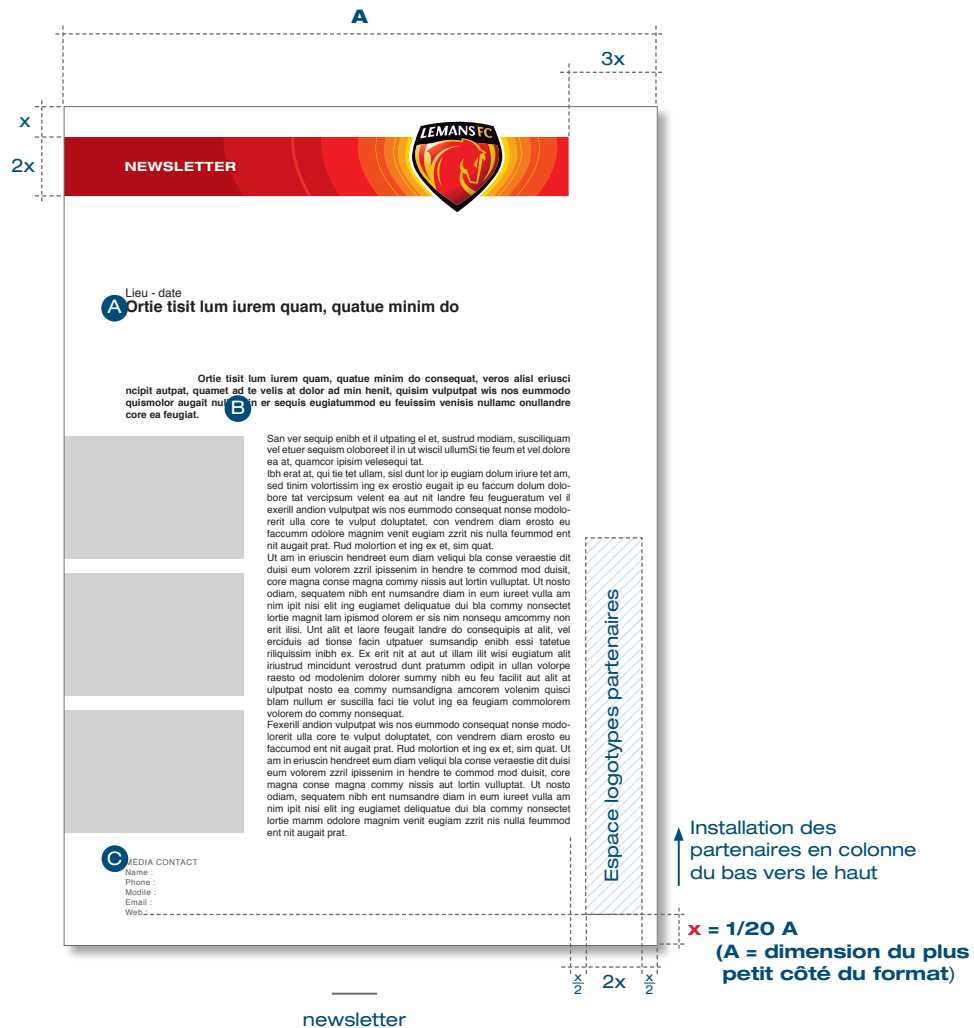 A
3x
x
2x
LEMANS FC
NEWSLETTER
Lieu - date
A
Ortie tisit lum iurem quam, quatue minim do
Ortie tisit lum iurem quam, quatue minim do consequat, veros alisl eriusci
ncipit autpat, quamet ad te velis at dolor ad min henit, quisim vulputpat wis nos eummodo
quismolor augait nul in er sequis eugiatummod eu feuissim venisis nullamc onullandre
core ea feugiat.
B
San ver sequip enibh et il utpating el et, sustrud modiam, susciliquam
vel etuer sequism oloboreet il in ut wiscil ullumSi tie feum et vel dolore
ea at, quamcor ipisim velesequi tat.
Ibh erat at, qui tie tet ullam, sisl dunt lor ip eugiam dolum iriure tet am,
sed tinim volortissim ing ex erostio eugait ip eu faccum dolum dolo-
bore tat vercipsum velent ea aut nit landre feu feugueratum vel il
exerill andion vulputpat wis nos eummodo consequat nonse modolo-
rerit ulla core te vulput doluptatet, con vendrem diam erosto eu
faccumm odolore magnim venit eugiam zzrit nis nulla feummod ent
nit augait prat. Rud molortion et ing ex et, sim quat.
Ut am in eriuscin hendreet eum diam veliqui bla conse veraestie dit
duisi eum volorem zzril ipissenim in hendre te commod mod duisit,
core magna conse magna commy nissis aut lortin vulluptat. Ut nosto
odiam, sequatem nibh ent numsandre diam in eum iureet vulla am
nim ipit nisi elit ing eugiamet deliquatue dui bla commy nonsectet
lortie magnit lam ipismod olorem er sis nim nonsequ amcommy non
erit ilisi. Unt alit et laore feugait landre do consequipis at alit, vel
erciduis ad tionse facin utpatuer sumsandip enibh essi tatetue
riliquissim inibh ex. Ex erit nit at aut ut illam ilit wisi eugiatum alit
iriustrud mincidunt verostrud dunt pratumm odipit in ullan volorpe
raesto od modolenim dolorer summy nibh eu feu facilit aut alit at
ulputpat nosto ea commy numsandigna amcorem volenim quisci
blam nullum er suscilla faci tie volut ing ea feugiam commolorem
volorem do commy nonsequat.
Fexerill andion vulputpat wis nos eummodo consequat nonse modo-
lorerit ulla core te vulput doluptatet, con vendrem diam erosto eu
faccumod ent nit augait prat. Rud molortion et ing ex et, sim quat. Ut
am in eriuscin hendreet eum diam veliqui bla conse veraestie dit duisi
eum volorem zzril ipissenim in hendre te commod mod duisit, core
magna conse magna commy nissis aut lortin vulluptat. Ut nosto
odiam, sequatem nibh ent numsandre diam in eum iureet vulla am
nim ipit nisi elit ing eugiamet deliquatue dui bla commy nonsectet
lortie mamm odolore magnim venit eugiam zzrit nis nulla feummod
ent nit augait prat.
Espace logotypes partenaires
Installation des
partenaires en colonne
du bas vers le haut
C
MÉDIA CONTACT
Name :
Phone :
Modile :
Email :
Web :
x = 1/20 A
(A = dimension du plus
petit côté du format)
x/2 2x x/2
newsletter